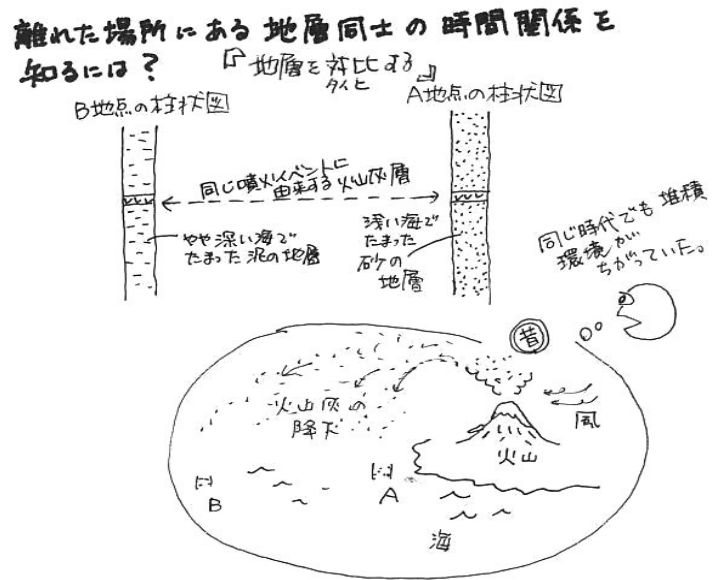 離れた場所にある地層同士の時間関係を
知るには？
『地層を対比する』
タイヒ
B地点の柱状図
A地点の柱状図
同じ噴火イベントに
由来する火山灰層
やや深い海で
たまった泥の地層
浅い海で
たまった
砂の
地層
同じ時代でも堆積
環境が
ちがっていた。
昔
火山灰の
降下
風
火山
B
A
海